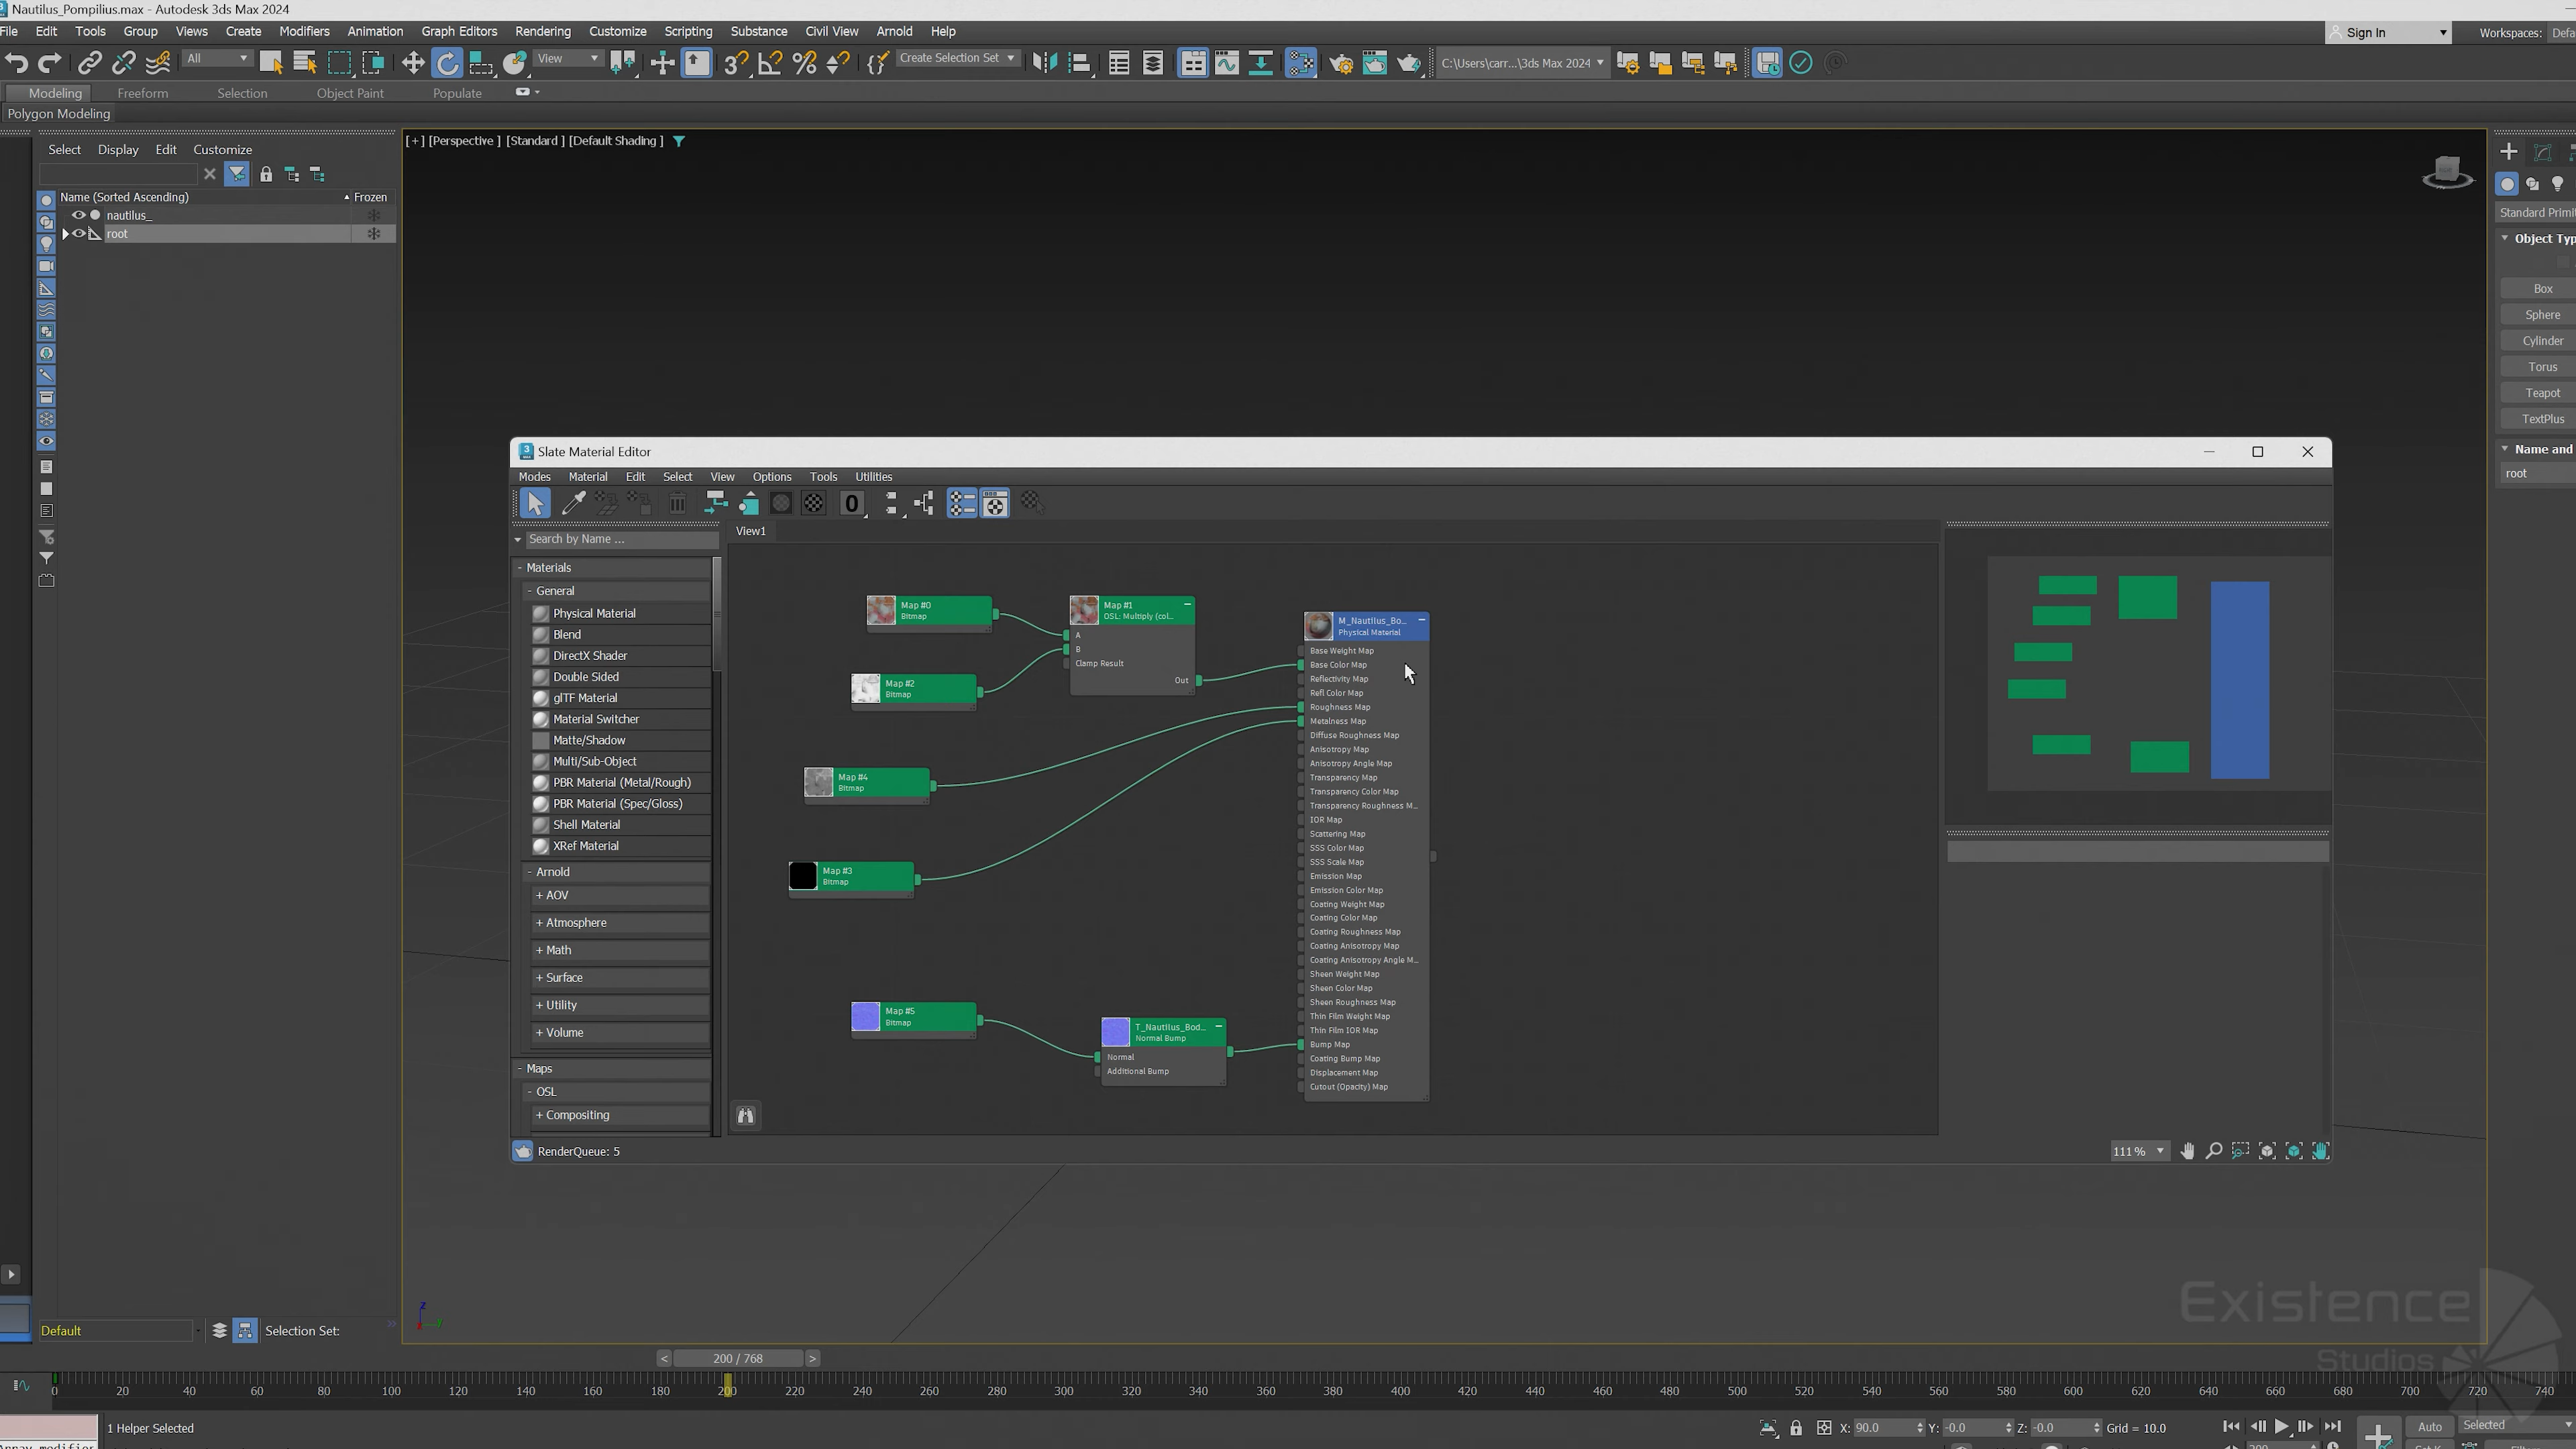 Nautilus_Pompilius.max - Autodesk 3ds Max 2024
File Edit Tools Group Views Create Modifiers Animation Graph Editors Rendering Customize Scripting Substance Civil View Arnold Help
Sign In
Workspaces: Defa
All
View
Create Selection Set
C:\Users\carr...\3ds Max 2024
Modeling Freeform Selection Object Paint Populate
Polygon Modeling
Select Display Edit Customize
Name (Sorted Ascending) Frozen
nautilus_
root
[+] [Perspective ] [Standard ] [Default Shading ]
Standard Primit
Object Typ
Box
Sphere
Cylinder
Torus
Teapot
TextPlus
Name and
root
Slate Material Editor
Modes Material Edit Select View Options Tools Utilities
Search by Name ...
View1
- Materials
- General
Physical Material
Blend
DirectX Shader
Double Sided
glTF Material
Material Switcher
Matte/Shadow
Multi/Sub-Object
PBR Material (Metal/Rough)
PBR Material (Spec/Gloss)
Shell Material
XRef Material
- Arnold
+ AOV
+ Atmosphere
+ Math
+ Surface
+ Utility
+ Volume
- Maps
- OSL
+ Compositing
Map #0
Bitmap
Map #1
OSL: Multiply (col...
A
B
Clamp Result
Out
Map #2
Bitmap
Map #4
Bitmap
Map #3
Bitmap
Map #5
Bitmap
T_Nautilus_Bod...
Normal Bump
Normal
Additional Bump
M_Nautilus_Bo...
Physical Material
Base Weight Map
Base Color Map
Reflectivity Map
Refl Color Map
Roughness Map
Metalness Map
Diffuse Roughness Map
Anisotropy Map
Anisotropy Angle Map
Transparency Map
Transparency Color Map
Transparency Roughness M...
IOR Map
Scattering Map
SSS Color Map
SSS Scale Map
Emission Map
Emission Color Map
Coating Weight Map
Coating Color Map
Coating Roughness Map
Coating Anisotropy Map
Coating Anisotropy Angle M...
Sheen Weight Map
Sheen Color Map
Sheen Roughness Map
Thin Film Weight Map
Thin Film IOR Map
Bump Map
Coating Bump Map
Displacement Map
Cutout (Opacity) Map
RenderQueue: 5
111 %
Existence
Studios
Default
Selection Set:
< 200 / 768 >
0 20 40 60 80 100 120 140 160 180 200 220 240 260 280 300 320 340 360 380 400 420 440 460 480 500 520 540 560 580 600 620 640 660 680 700 720 740
1 Helper Selected
X: 90.0 Y: -0.0 Z: -0.0 Grid = 10.0
Auto
Selected